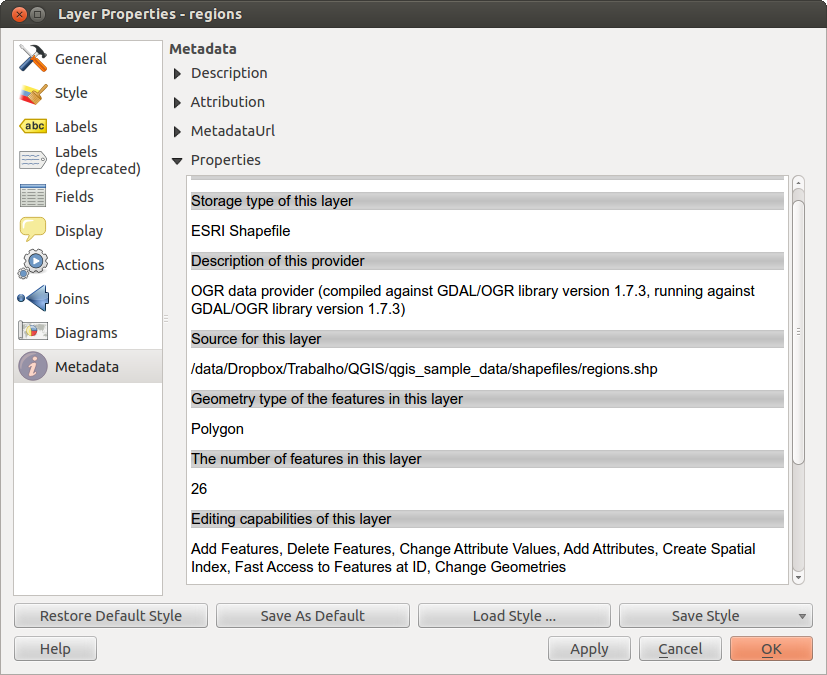 Layer Properties - regions
General
Style
abc
Labels
Labels
(deprecated)
Fields
Display
Actions
Joins
Diagrams
i
Metadata
Metadata
Description
Attribution
MetadataUrl
Properties
Storage type of this layer
ESRI Shapefile
Description of this provider
OGR data provider (compiled against GDAL/OGR library version 1.7.3, running against
GDAL/OGR library version 1.7.3)
Source for this layer
/data/Dropbox/Trabalho/QGIS/qgis_sample_data/shapefiles/regions.shp
Geometry type of the features in this layer
Polygon
The number of features in this layer
26
Editing capabilities of this layer
Add Features, Delete Features, Change Attribute Values, Add Attributes, Create Spatial
Index, Fast Access to Features at ID, Change Geometries
Restore Default Style
Save As Default
Load Style ...
Save Style
Help
Apply
Cancel
OK